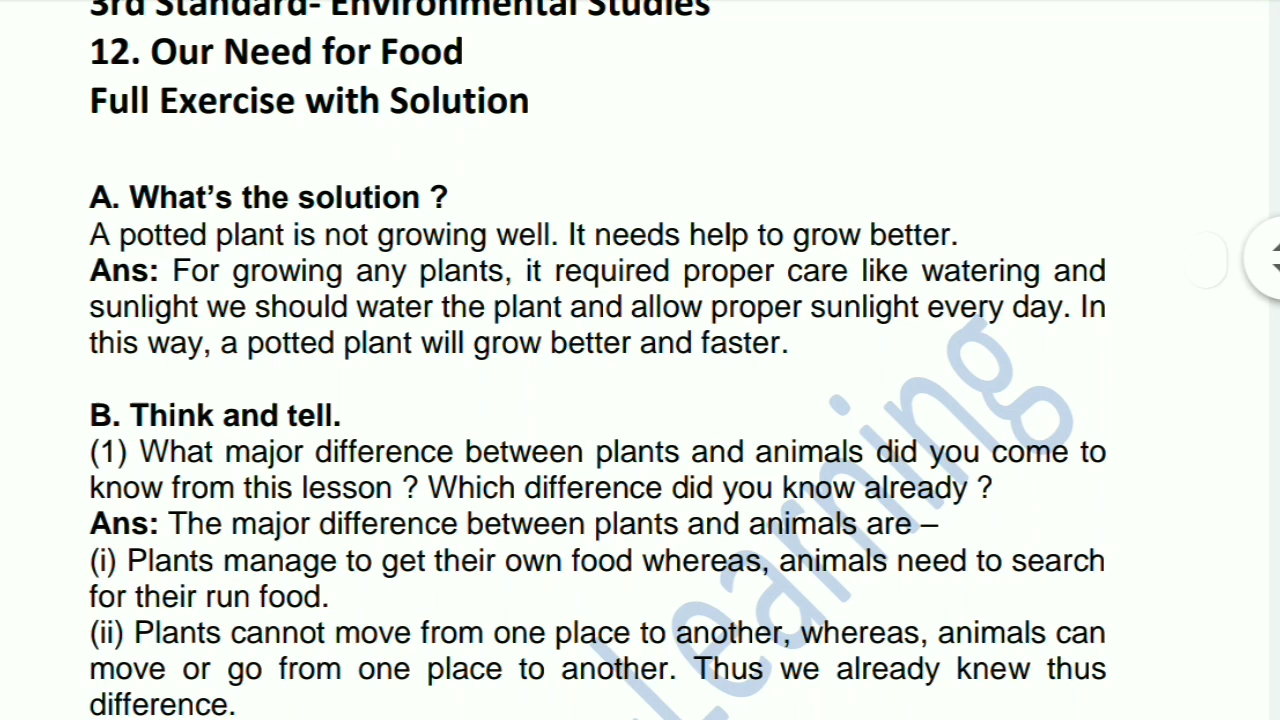 3rd Standard- Environmental Studies
12. Our Need for Food
Full Exercise with Solution
A. What's the solution ?
A potted plant is not growing well. It needs help to grow better.
Ans: For growing any plants, it required proper care like watering and
sunlight we should water the plant and allow proper sunlight every day. In
this way, a potted plant will grow better and faster.
B. Think and tell.
(1) What major difference between plants and animals did you come to
know from this lesson ? Which difference did you know already ?
Ans: The major difference between plants and animals are –
(i) Plants manage to get their own food whereas, animals need to search
for their run food.
(ii) Plants cannot move from one place to another, whereas, animals can
move or go from one place to another. Thus we already knew thus
difference.
Learning